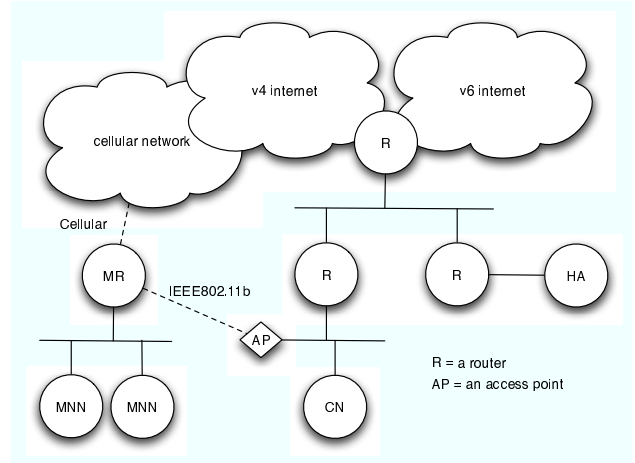 v4 internet
v6 internet
cellular network
R
Cellular
MR
IEEE802.11b
R
R
HA
AP
R = a router
AP = an access point
MNN
MNN
CN